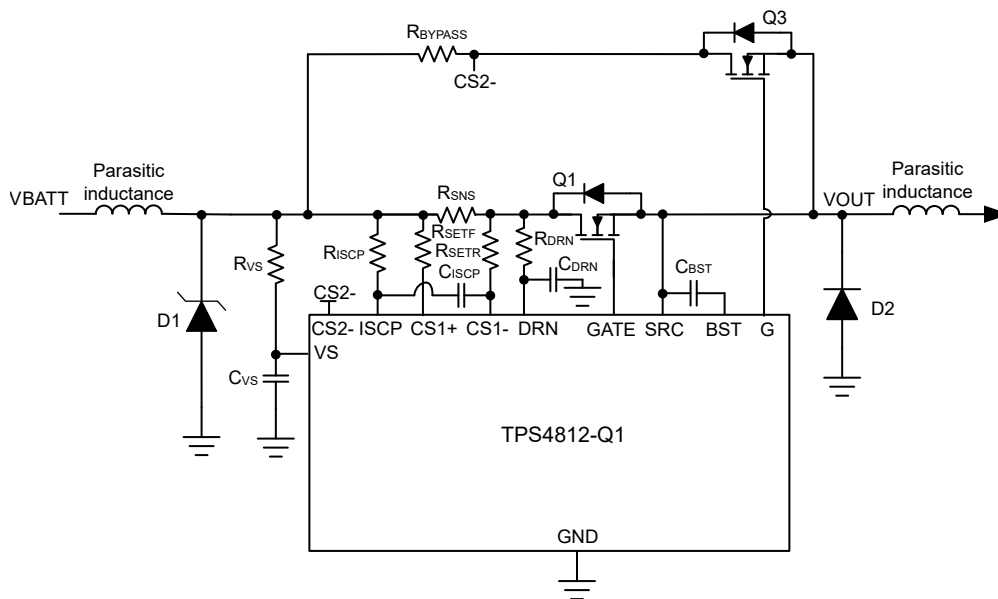 Q3
RBYPASS
CS2-
Parasitic
inductance
VBATT
Q1
RSNS
VOUT
Parasitic
inductance
RSETF
RSETR
RDRN
RISCP
RVS
CISCP
CDRN
CBST
CS2-
D1
D2
CS2- ISCP CS1+ CS1- DRN GATE SRC BST G
VS
CVS
TPS4812-Q1
GND